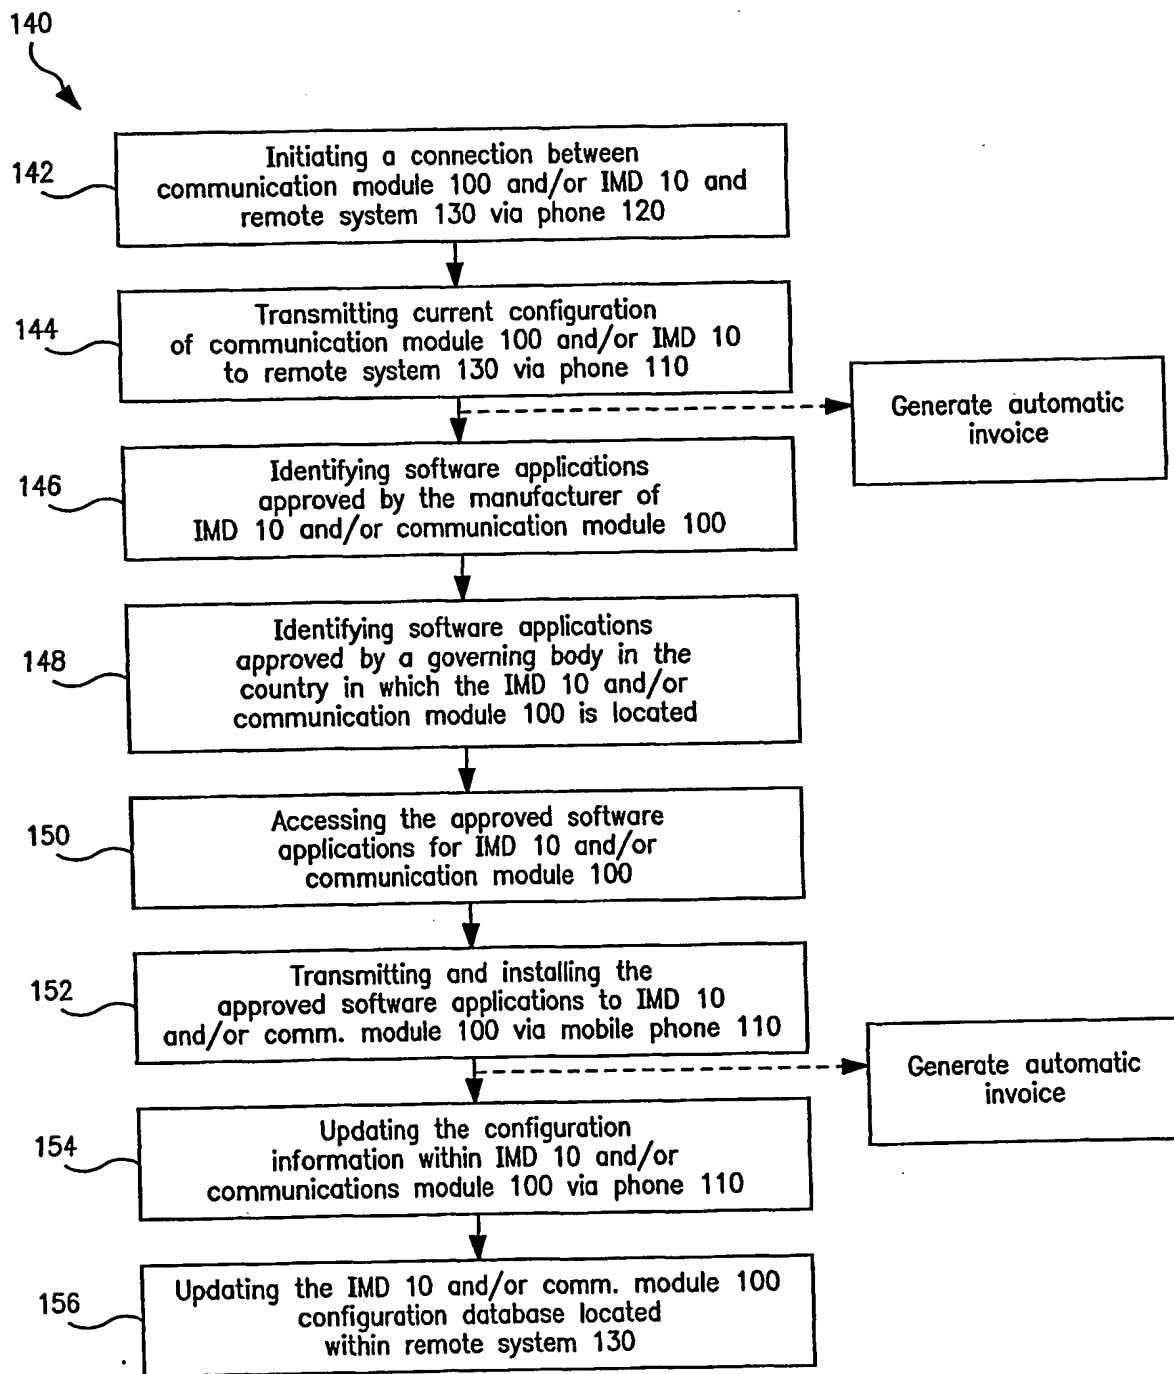 140
142
Initiating a connection between
communication module 100 and/or IMD 10 and
remote system 130 via phone 120
144
Transmitting current configuration
of communication module 100 and/or IMD 10
to remote system 130 via phone 110
Generate automatic
invoice
146
Identifying software applications
approved by the manufacturer of
IMD 10 and/or communication module 100
148
Identifying software applications
approved by a governing body in the
country in which the IMD 10 and/or
communication module 100 is located
150
Accessing the approved software
applications for IMD 10 and/or
communication module 100
152
Transmitting and installing the
approved software applications to IMD 10
and/or comm. module 100 via mobile phone 110
Generate automatic
invoice
154
Updating the configuration
information within IMD 10 and/or
communications module 100 via phone 110
156
Updating the IMD 10 and/or comm. module 100
configuration database located
within remote system 130